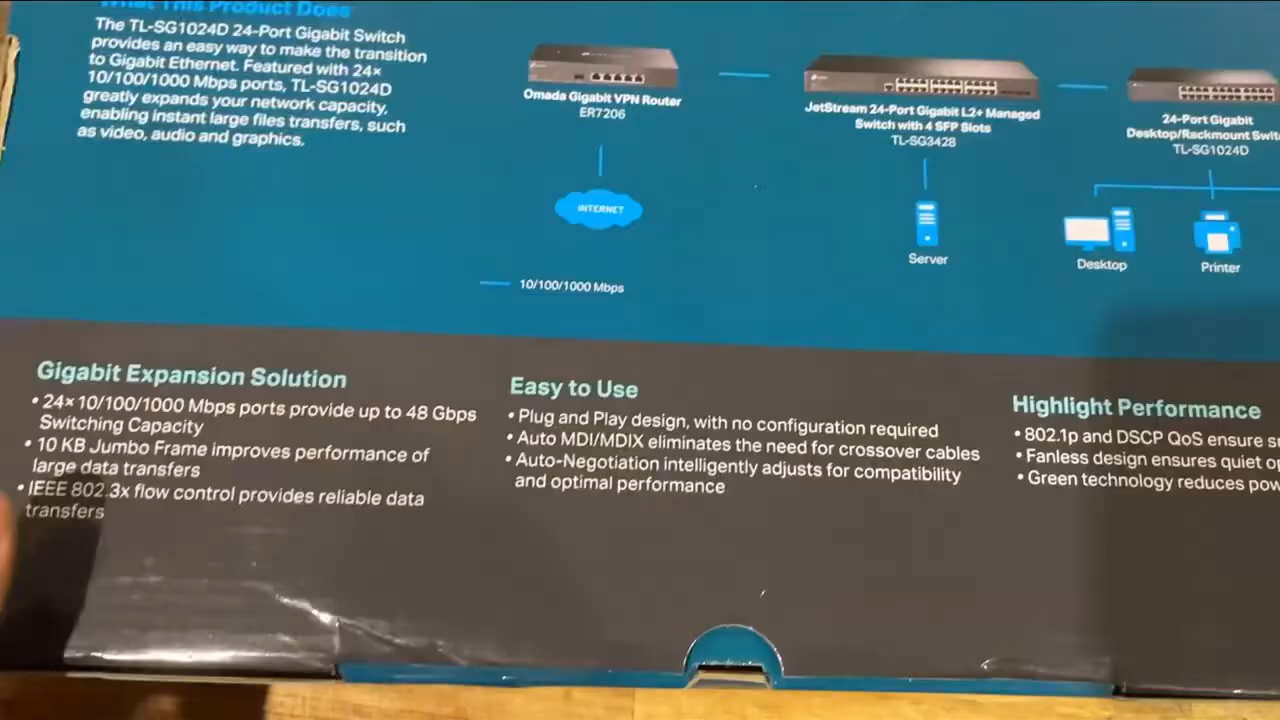 What This Product Does
The TL-SG1024D 24-Port Gigabit Switch
provides an easy way to make the transition
to Gigabit Ethernet. Featured with 24×
10/100/1000 Mbps ports, TL-SG1024D
greatly expands your network capacity,
enabling instant large files transfers, such
as video, audio and graphics.
Omada Gigabit VPN Router
ER7206
INTERNET
10/100/1000 Mbps
JetStream 24-Port Gigabit L2+ Managed
Switch with 4 SFP Slots
TL-SG3428
Server
24-Port Gigabit
Desktop/Rackmount
TL-SG1024D
Desktop
Printer
Gigabit Expansion Solution
• 24× 10/100/1000 Mbps ports provide up to 48 Gbps
Switching Capacity
• 10 KB Jumbo Frame improves performance of
large data transfers
• IEEE 802.3x flow control provides reliable data
transfers
Easy to Use
• Plug and Play design, with no configuration required
• Auto MDI/MDIX eliminates the need for crossover cables
• Auto-Negotiation intelligently adjusts for compatibility
and optimal performance
Highlight Performance
• 802.1p and DSCP QoS ensure
• Fanless design ensures quiet
• Green technology reduces